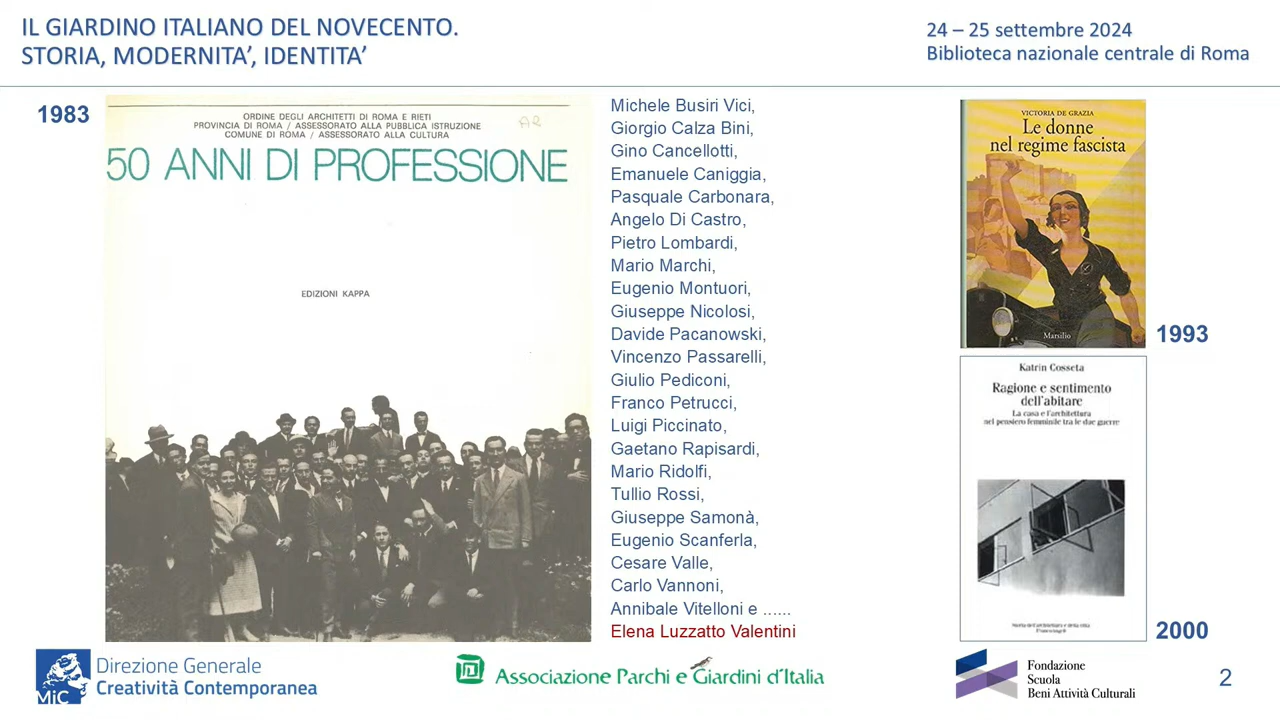 IL GIARDINO ITALIANO DEL NOVECENTO.
STORIA, MODERNITA’, IDENTITA’
24 – 25 settembre 2024
Biblioteca nazionale centrale di Roma
1983
ORDINE DEGLI ARCHITETTI DI ROMA E RIETI
PROVINCIA DI ROMA / ASSESSORATO ALLA PUBBLICA ISTRUZIONE
COMUNE DI ROMA / ASSESSORATO ALLA CULTURA
AR
50 ANNI DI PROFESSIONE
EDIZIONI KAPPA
Michele Busiri Vici,
Giorgio Calza Bini,
Gino Cancellotti,
Emanuele Caniggia,
Pasquale Carbonara,
Angelo Di Castro,
Pietro Lombardi,
Mario Marchi,
Eugenio Montuori,
Giuseppe Nicolosi,
Davide Pacanowski,
Vincenzo Passarelli,
Giulio Pediconi,
Franco Petrucci,
Luigi Piccinato,
Gaetano Rapisardi,
Mario Ridolfi,
Tullio Rossi,
Giuseppe Samonà,
Eugenio Scanferla,
Cesare Valle,
Carlo Vannoni,
Annibale Vitelloni e ......
Elena Luzzatto Valentini
VICTORIA DE GRAZIA
Le donne
nel regime fascista
Marsilio
1993
Katrin Cosseta
Ragione e sentimento
dell'abitare
La casa e l'architettura
nel pensiero femminile tra le due guerre
FrancoAngeli
2000
MiC
Direzione Generale
Creatività Contemporanea
Associazione Parchi e Giardini d'Italia
Fondazione
Scuola
Beni Attività Culturali
2